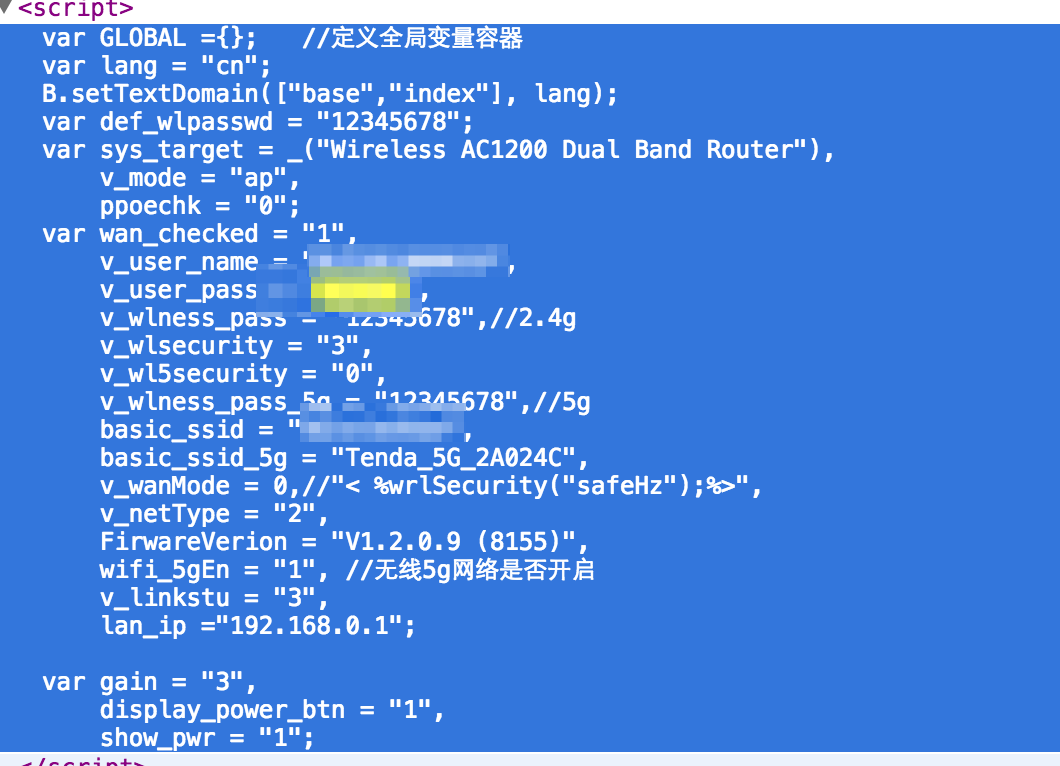 <script>
var GLOBAL ={}; //定义全局变量容器
var lang = "cn";
B.setTextDomain(["base","index"], lang);
var def_wlpasswd = "12345678";
var sys_target = _("Wireless AC1200 Dual Band Router"),
v_mode = "ap",
ppoechk = "0";
var wan_checked = "1",
v_user_name = "
v_user_pass
v_wlness_pass = "12345678",//2.4g
v_wlsecurity = "3",
v_wl5security = "0",
v_wlness_pass_5g = "12345678",//5g
basic_ssid = "
basic_ssid_5g = "Tenda_5G_2A024C",
v_wanMode = 0,//"< %wrlSecurity("safeHz");%>",
v_netType = "2",
FirwareVerion = "V1.2.0.9 (8155)",
wifi_5gEn = "1", //无线5g网络是否开启
v_linkstu = "3",
lan_ip ="192.168.0.1";
var gain = "3",
display_power_btn = "1",
show_pwr = "1";
</script>